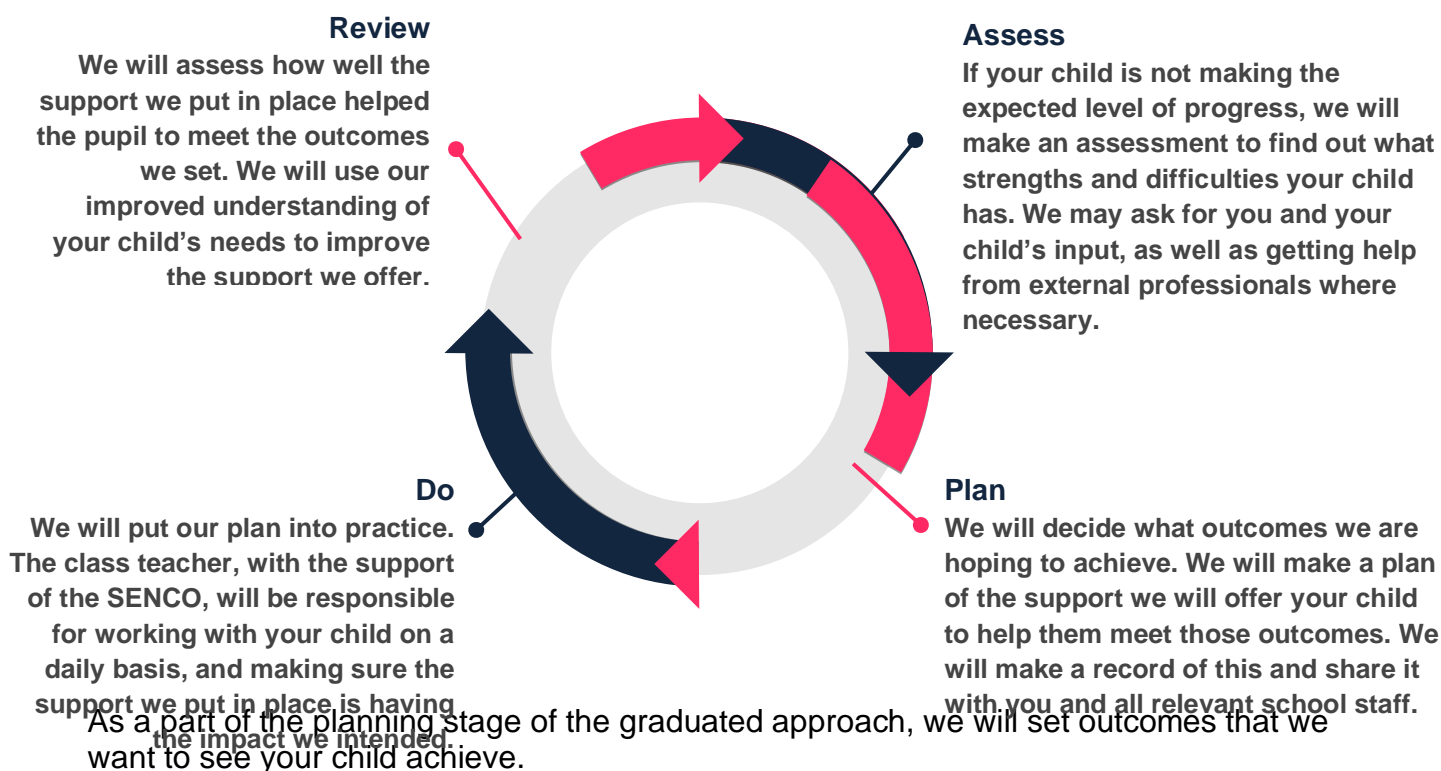 Review
We will assess how well the
support we put in place helped
the pupil to meet the outcomes
we set. We will use our
improved understanding of
your child’s needs to improve
the support we offer.
Assess
If your child is not making the
expected level of progress, we will
make an assessment to find out what
strengths and difficulties your child
has. We may ask for you and your
child’s input, as well as getting help
from external professionals where
necessary.
Do
We will put our plan into practice.
The class teacher, with the support
of the SENCO, will be responsible
for working with your child on a
daily basis, and making sure the
support we put in place is having
the impact we intended.
Plan
We will decide what outcomes we are
hoping to achieve. We will make a plan
of the support we will offer your child
to help them meet those outcomes. We
will make a record of this and share it
with you and all relevant school staff.
As a part of the planning stage of the graduated approach, we will set outcomes that we
want to see your child achieve.